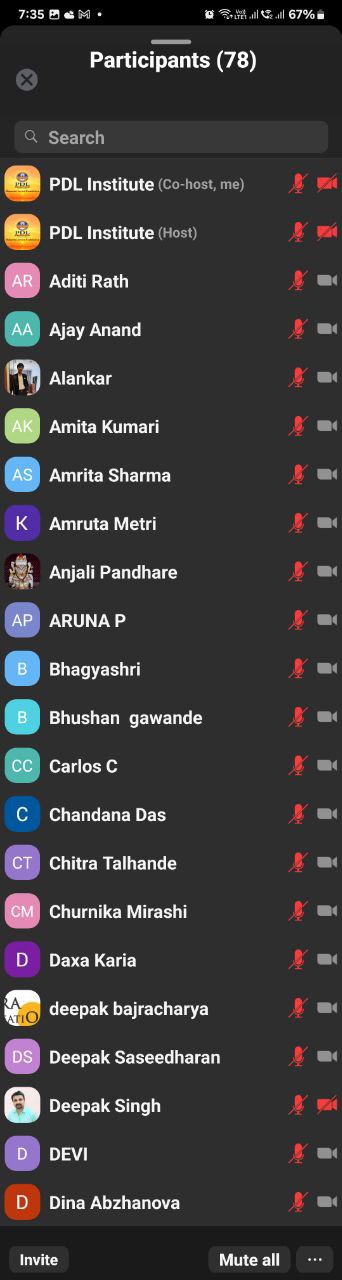 7:35 67%
Participants (78)
Search
PDL Institute (Co-host, me)
PDL Institute (Host)
AR Aditi Rath
AA Ajay Anand
Alankar
AK Amita Kumari
AS Amrita Sharma
K Amruta Metri
Anjali Pandhare
AP ARUNA P
B Bhagyashri
B Bhushan gawande
CC Carlos C
C Chandana Das
CT Chitra Talhande
CM Churnika Mirashi
D Daxa Karia
deepak bajracharya
DS Deepak Saseedharan
Deepak Singh
D DEVI
D Dina Abzhanova
Invite Mute all